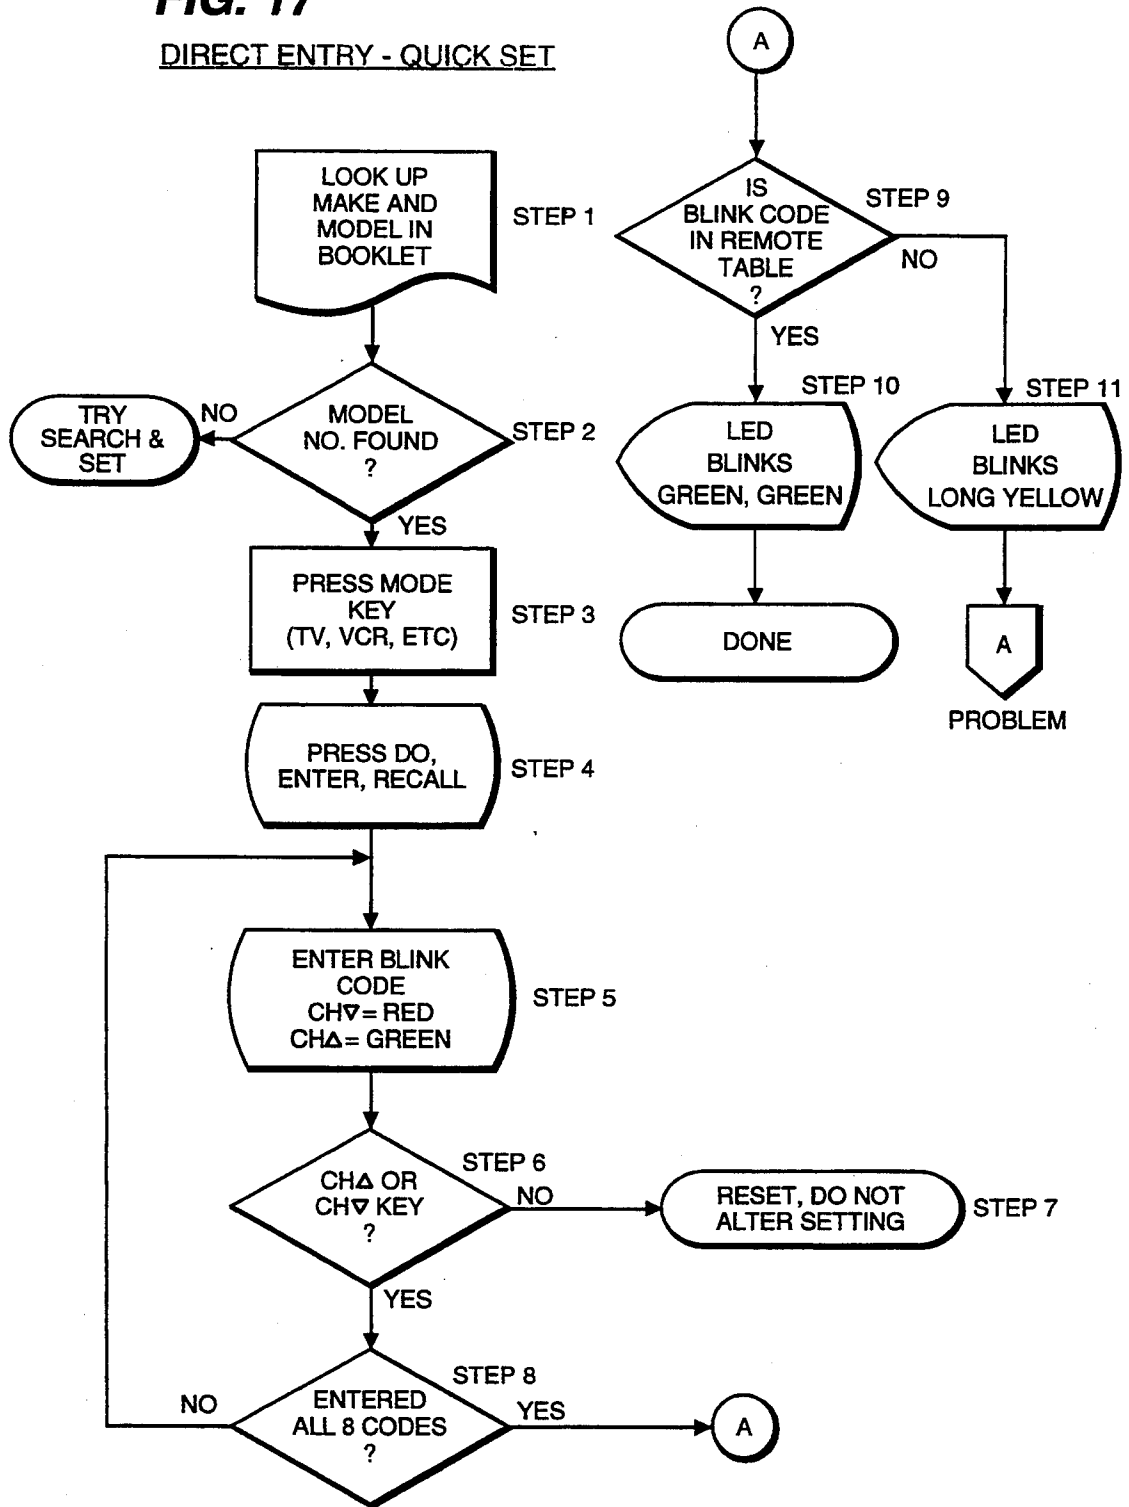 FIG. 17
DIRECT ENTRY - QUICK SET
LOOK UP
MAKE AND
MODEL IN
BOOKLET
STEP 1
MODEL
NO. FOUND
?
STEP 2
NO
TRY
SEARCH &
SET
YES
PRESS MODE
KEY
(TV, VCR, ETC)
STEP 3
PRESS DO,
ENTER, RECALL
STEP 4
ENTER BLINK
CODE
CH▽= RED
CH△= GREEN
STEP 5
CH△ OR
CH▽ KEY
?
STEP 6
NO
RESET, DO NOT
ALTER SETTING
STEP 7
YES
ENTERED
ALL 8 CODES
?
STEP 8
NO
YES
A
A
IS
BLINK CODE
IN REMOTE
TABLE
?
STEP 9
NO
YES
STEP 10
LED
BLINKS
GREEN, GREEN
DONE
STEP 11
LED
BLINKS
LONG YELLOW
A
PROBLEM